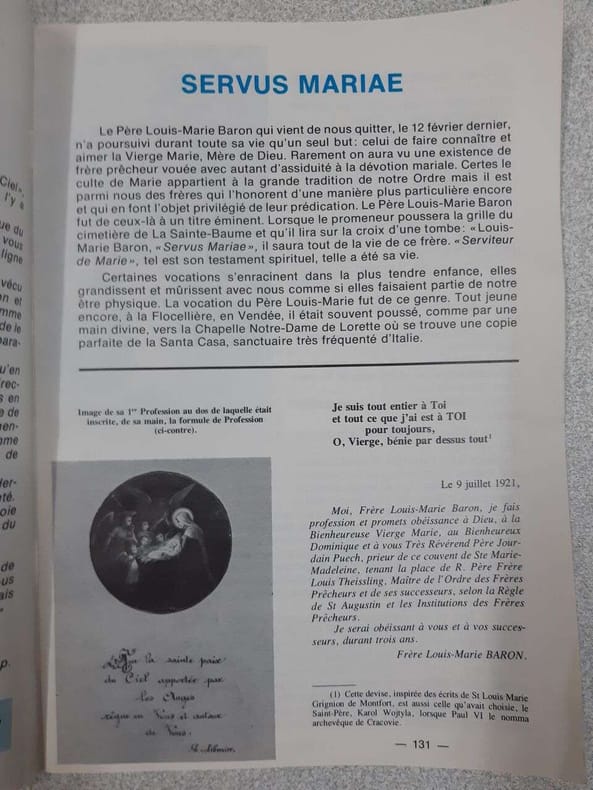 SERVUS MARIAE
Le Père Louis-Marie Baron qui vient de nous quitter, le 12 février dernier,
n'a poursuivi durant toute sa vie qu'un seul but : celui de faire connaître et
aimer la Vierge Marie, Mère de Dieu. Rarement on aura vu une existence de
frère prêcheur vouée avec autant d'assiduité à la dévotion mariale. Certes le
culte de Marie appartient à la grande tradition de notre Ordre mais il est
parmi nous des frères qui l'honorent d'une manière plus particulière encore
et qui en font l'objet privilégié de leur prédication. Le Père Louis-Marie Baron
fut de ceux-là à un titre éminent. Lorsque le promeneur poussera la grille du
cimetière de La Sainte-Baume et qu'il lira sur la croix d'une tombe : « Louis-
Marie Baron, « Servus Mariae », il saura tout de la vie de ce frère. « Serviteur
de Marie », tel est son testament spirituel, telle a été sa vie.
Certaines vocations s'enracinent dans la plus tendre enfance, elles
grandissent et mûrissent avec nous comme si elles faisaient partie de notre
être physique. La vocation du Père Louis-Marie fut de ce genre. Tout jeune
encore, à la Flocellière, en Vendée, il était souvent poussé, comme par une
main divine, vers la Chapelle Notre-Dame de Lorette où se trouve une copie
parfaite de la Santa Casa, sanctuaire très fréquenté d'Italie.
Image de sa 1re Profession au dos de laquelle était
inscrite, de sa main, la formule de Profession
(ci-contre).
Que la sainte paix
du Ciel apportée par
les Anges
règne en Vous et autour
de Vous.
Je suis tout entier à Toi
et tout ce que j'ai est à TOI
pour toujours,
O, Vierge, bénie par dessus tout¹
Le 9 juillet 1921,
Moi, Frère Louis-Marie Baron, je fais
profession et promets obéissance à Dieu, à la
Bienheureuse Vierge Marie, au Bienheureux
Dominique et à vous Très Révérend Père Jour-
dain Puech, prieur de ce couvent de Ste Marie-
Madeleine, tenant la place de R. Père Frère
Louis Theissling, Maître de l'Ordre des Frères
Prêcheurs et de ses successeurs, selon la Règle
de St Augustin et les Institutions des Frères
Prêcheurs.
Je serai obéissant à vous et à vos succes-
seurs, durant trois ans.
Frère Louis-Marie BARON.
(1) Cette devise, inspirée des écrits de St Louis Marie
Grignion de Montfort, est aussi celle qu'avait choisie, le
Saint-Père, Karol Wojtyla, lorsque Paul VI le nomma
archevêque de Cracovie.
— 131 —